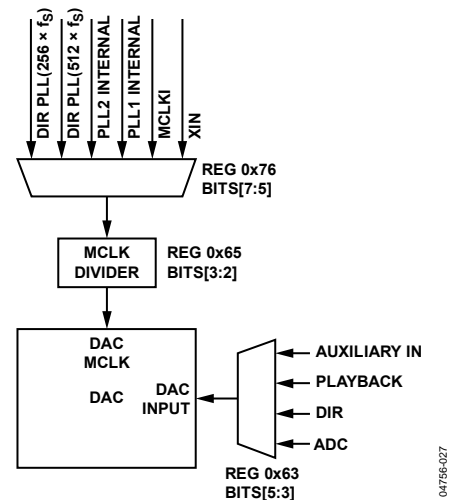 DIR PLL(256 × fS)
DIR PLL(512 × fS)
PLL2 INTERNAL
PLL1 INTERNAL
MCLKI
XIN
REG 0x76
BITS[7:5]
MCLK
DIVIDER
REG 0x65
BITS[3:2]
DAC
MCLK
DAC
DAC
INPUT
AUXILIARY IN
PLAYBACK
DIR
ADC
REG 0x63
BITS[5:3]
04756-027